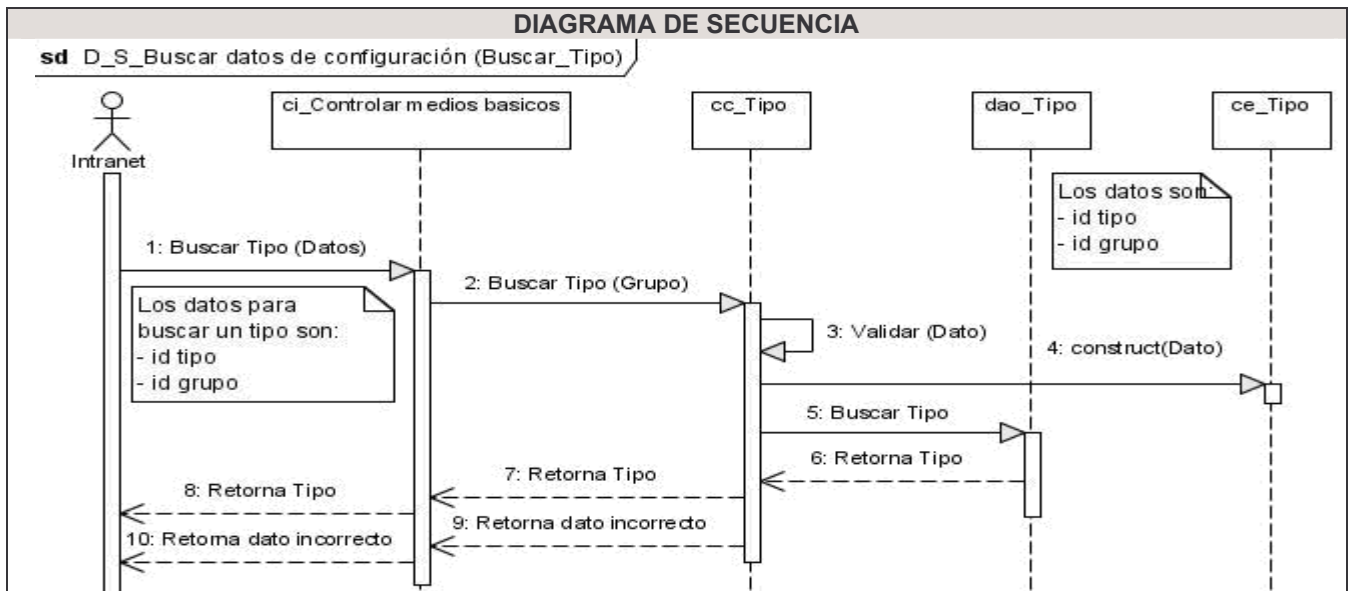 DIAGRAMA DE SECUENCIA
sd D_S_Buscar datos de configuración (Buscar_Tipo)
Intranet
ci_Controlar medios basicos
cc_Tipo
dao_Tipo
ce_Tipo
Los datos son:
- id tipo
- id grupo
1: Buscar Tipo (Datos)
Los datos para
buscar un tipo son:
- id tipo
- id grupo
2: Buscar Tipo (Grupo)
3: Validar (Dato)
4: construct(Dato)
5: Buscar Tipo
6: Retorna Tipo
7: Retorna Tipo
8: Retorna Tipo
9: Retorna dato incorrecto
10: Retorna dato incorrecto